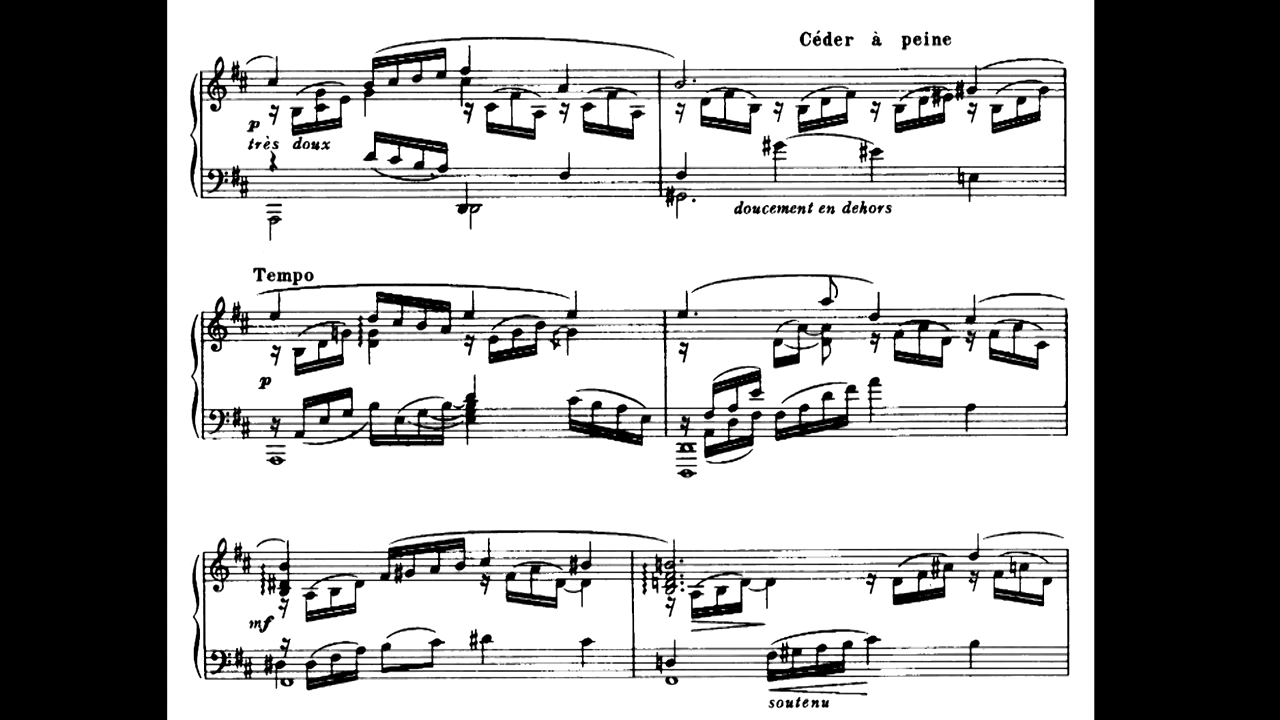 Céder à peine
p
très doux
doucement en dehors
Tempo
p
mf
soutenu